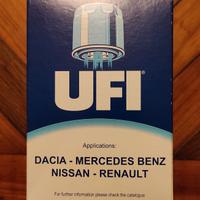 UFI®
Applications:
DACIA - MERCEDES BENZ
NISSAN - RENAULT
For further information please check the catalogue